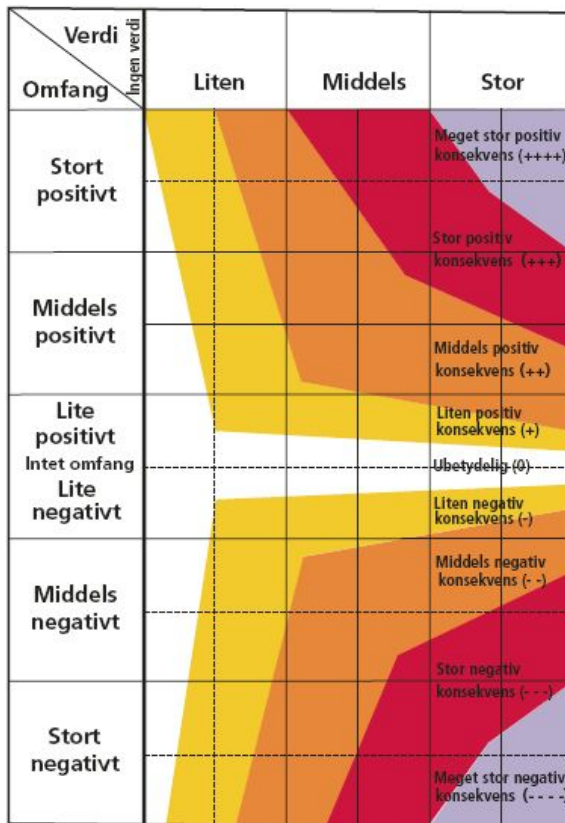 Verdi
Ingen verdi
Omfang
Liten
Middels
Stor
Stort
positivt
Meget stor positiv
konsekvens (++++)
Stor positiv
konsekvens (+++)
Middels
positivt
Middels positiv
konsekvens (++)
Lite
positivt
Liten positiv
konsekvens (+)
Intet omfang
Ubetydelig (0)
Lite
negativt
Liten negativ
konsekvens (-)
Middels
negativt
Middels negativ
konsekvens (- -)
Stor negativ
konsekvens (- - -)
Stort
negativt
Meget stor negativ
konsekvens (- - - -)